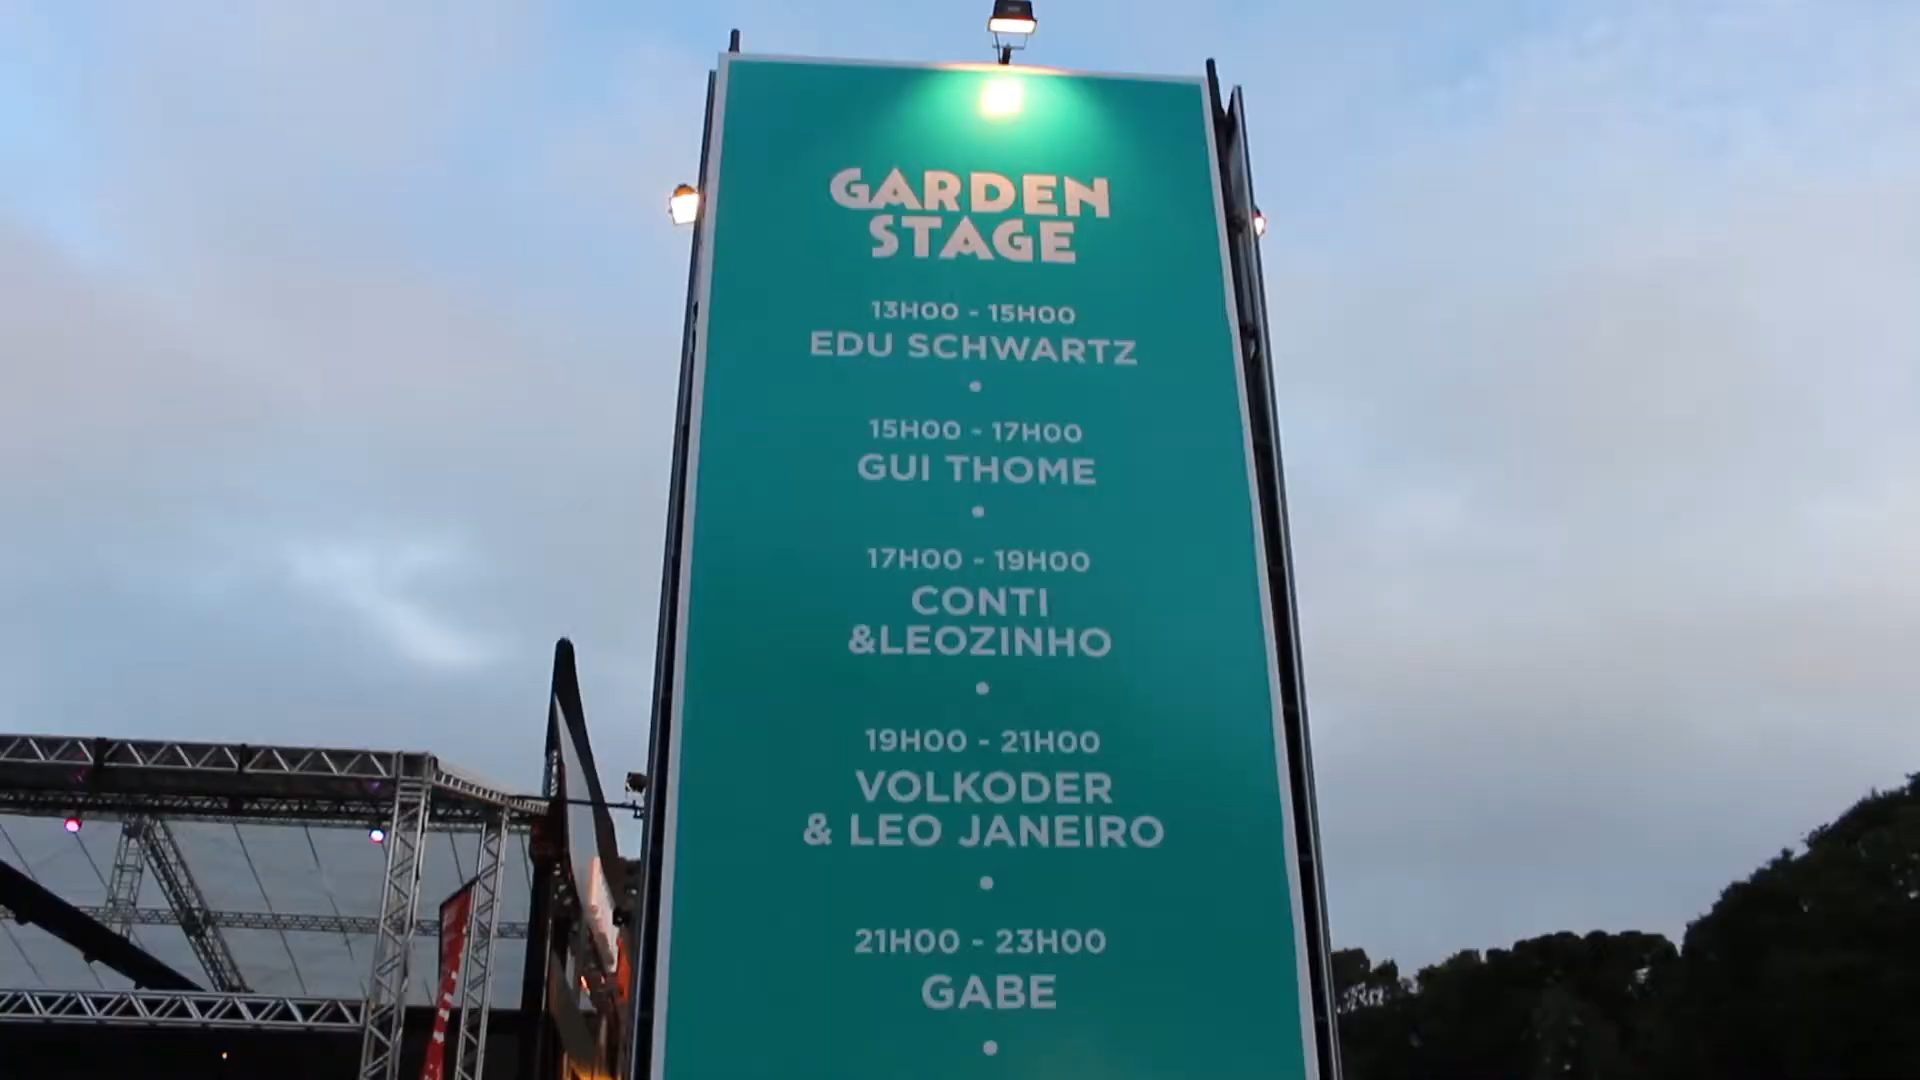 GARDEN
STAGE
13H00 - 15H00
EDU SCHWARTZ
15H00 - 17H00
GUI THOME
17H00 - 19H00
CONTI
&LEOZINHO
19H00 - 21H00
VOLKODER
& LEO JANEIRO
21H00 - 23H00
GABE